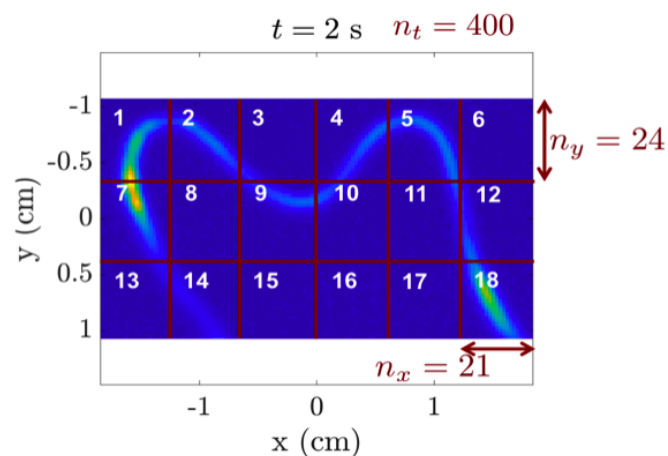 t = 2 s n_t = 400
-1
-0.5
0
0.5
1
y (cm)
1 2 3 4 5 6
7 8 9 10 11 12
13 14 15 16 17 18
n_y = 24
n_x = 21
-1 0 1
x (cm)